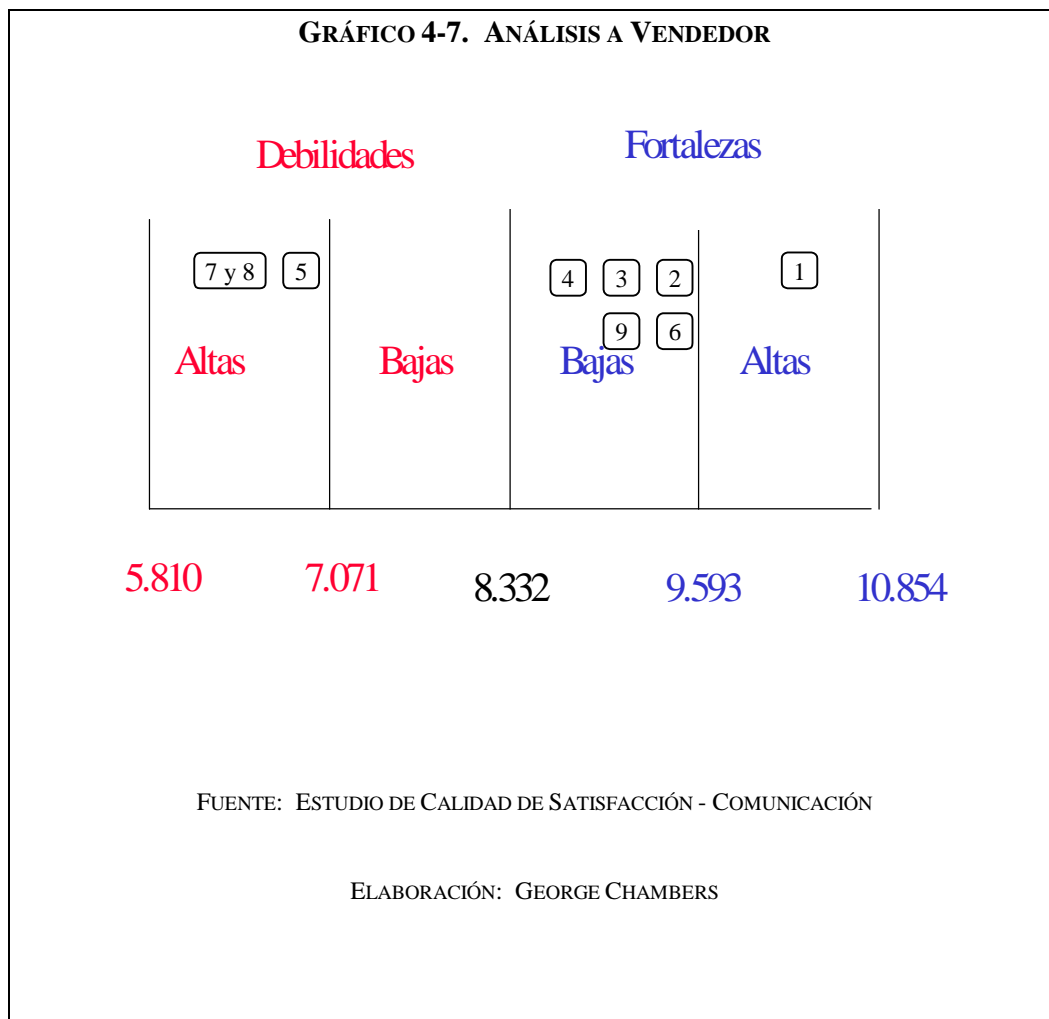 GRÁFICO 4-7. ANÁLISIS A VENDEDOR
Debilidades Fortalezas
7 y 8 5 4 3 2 1
9 6
Altas Bajas Bajas Altas
5.810 7.071 8.332 9.593 10.854
FUENTE: ESTUDIO DE CALIDAD DE SATISFACCIÓN - COMUNICACIÓN
ELABORACIÓN: GEORGE CHAMBERS